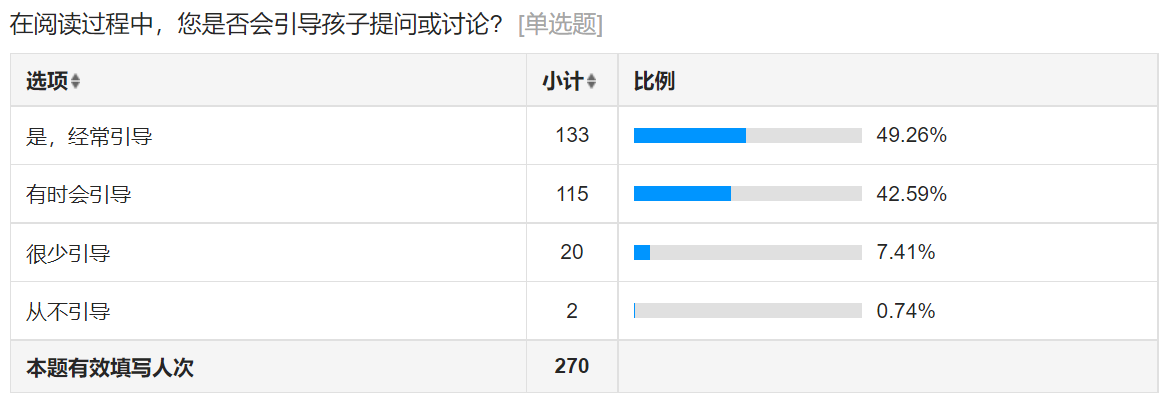 在阅读过程中，您是否会引导孩子提问或讨论？ [单选题]
选项 小计 比例
是，经常引导 133 49.26%
有时会引导 115 42.59%
很少引导 20 7.41%
从不引导 2 0.74%
本题有效填写人次 270